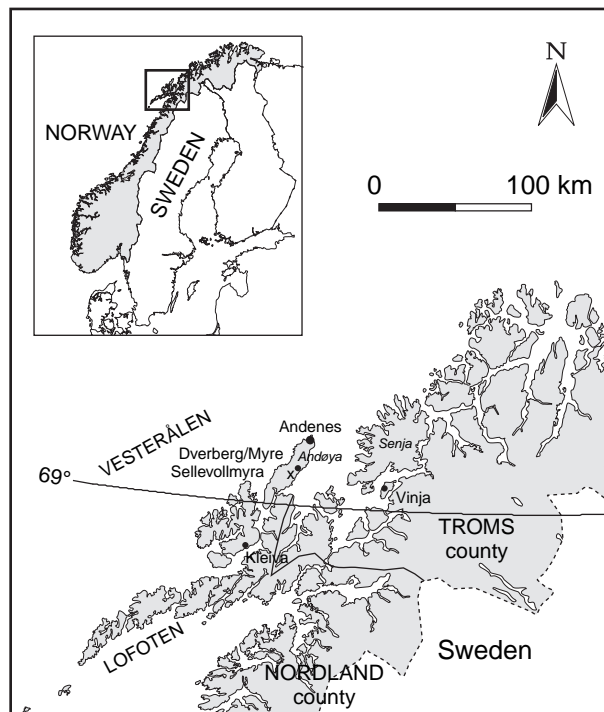 N
NORWAY
SWEDEN
0 100 km
VESTERÅLEN
Andenes
Dverberg/Myre
Andøya
Sellevollmyra
x
Senja
69°
Vinja
TROMS
county
Kleiva
LOFOTEN
Sweden
NORDLAND
county